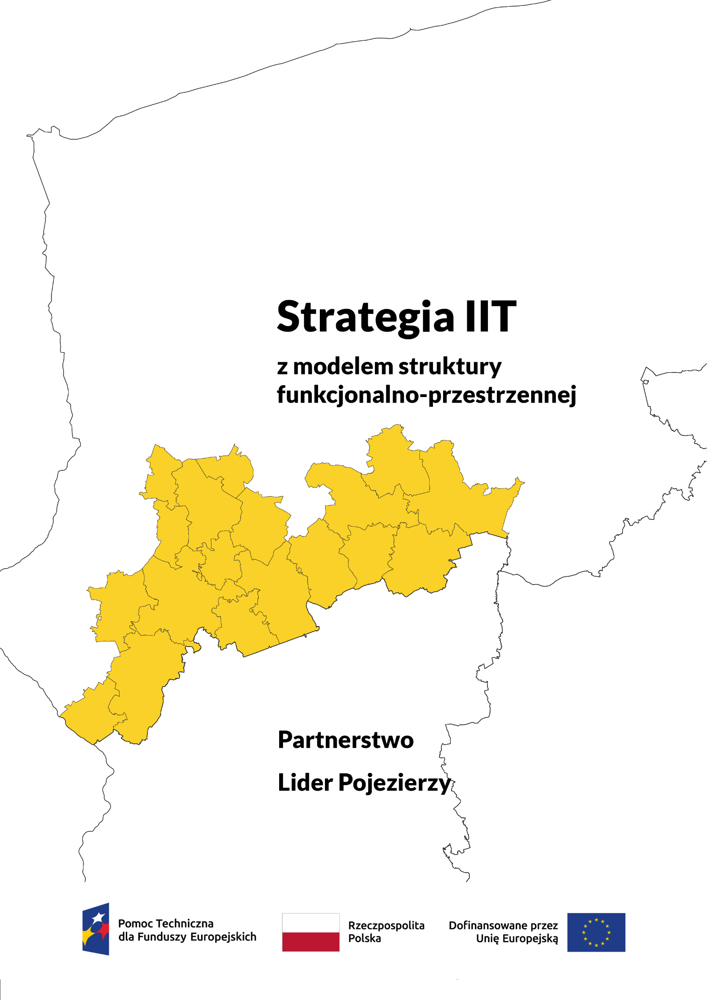 Strategia IIT
z modelem struktury
funkcjonalno-przestrzennej
Partnerstwo
Lider Pojezierzy
Pomoc Techniczna
dla Funduszy Europejskich
Rzeczpospolita
Polska
Dofinansowane przez
Unię Europejską